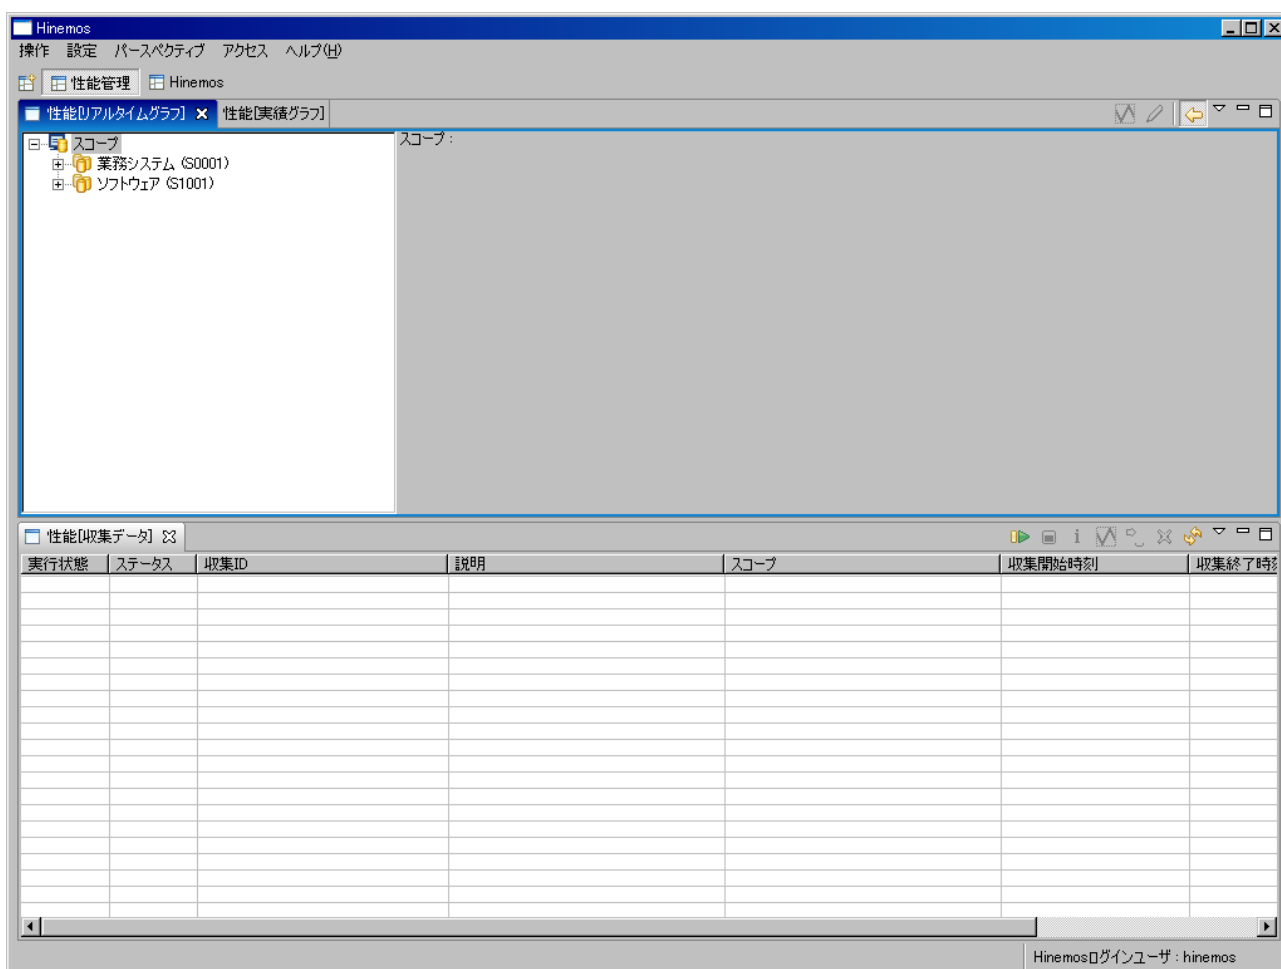 Hinemos
操作 設定 パースペクティブ アクセス ヘルプ(H)
性能管理 Hinemos
性能[リアルタイムグラフ] 性能[実績グラフ]
スコープ
業務システム (S0001)
ソフトウェア (S1001)
スコープ :
性能[収集データ]
実行状態 ステータス 収集ID 説明 スコープ 収集開始時刻 収集終了時
Hinemosログインユーザ : hinemos